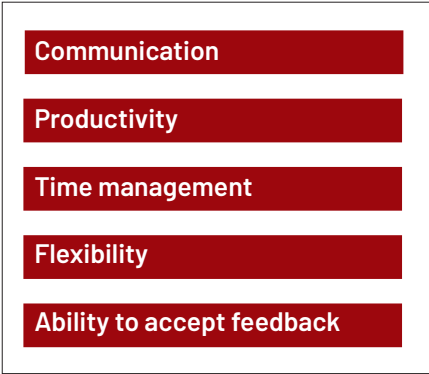 Communication
Productivity
Time management
Flexibility
Ability to accept feedback